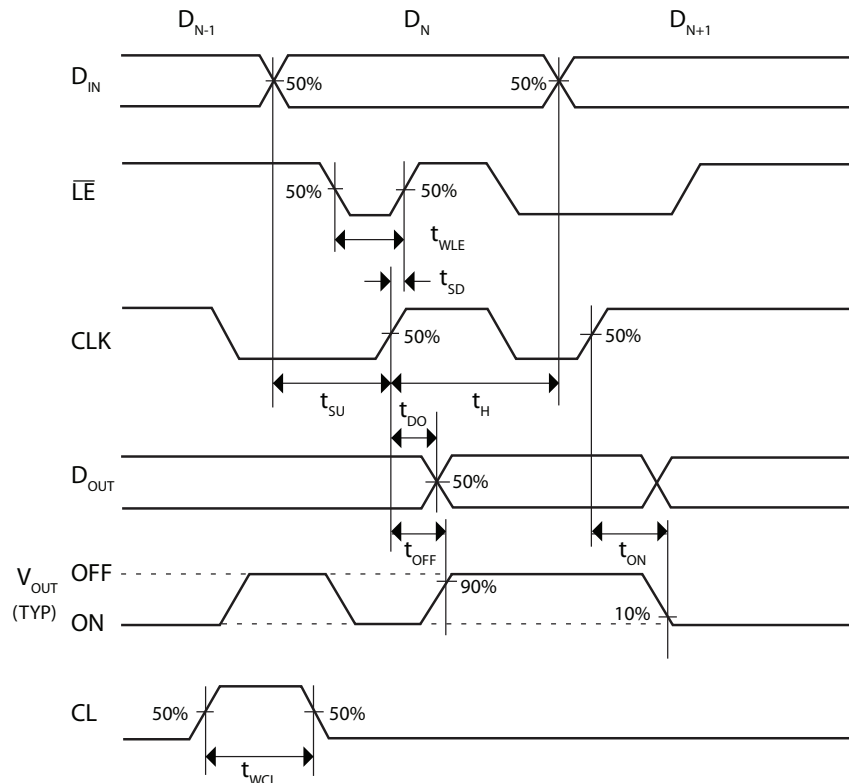 D_N-1 D_N D_N+1
D_IN 50% 50%
L̅E̅ 50% 50%
t_WLE
t_SD
CLK 50% 50%
t_SU t_DO t_H
D_OUT 50%
t_OFF t_ON
V_OUT OFF 90%
(TYP)
ON 10%
CL 50% 50%
t_WCL